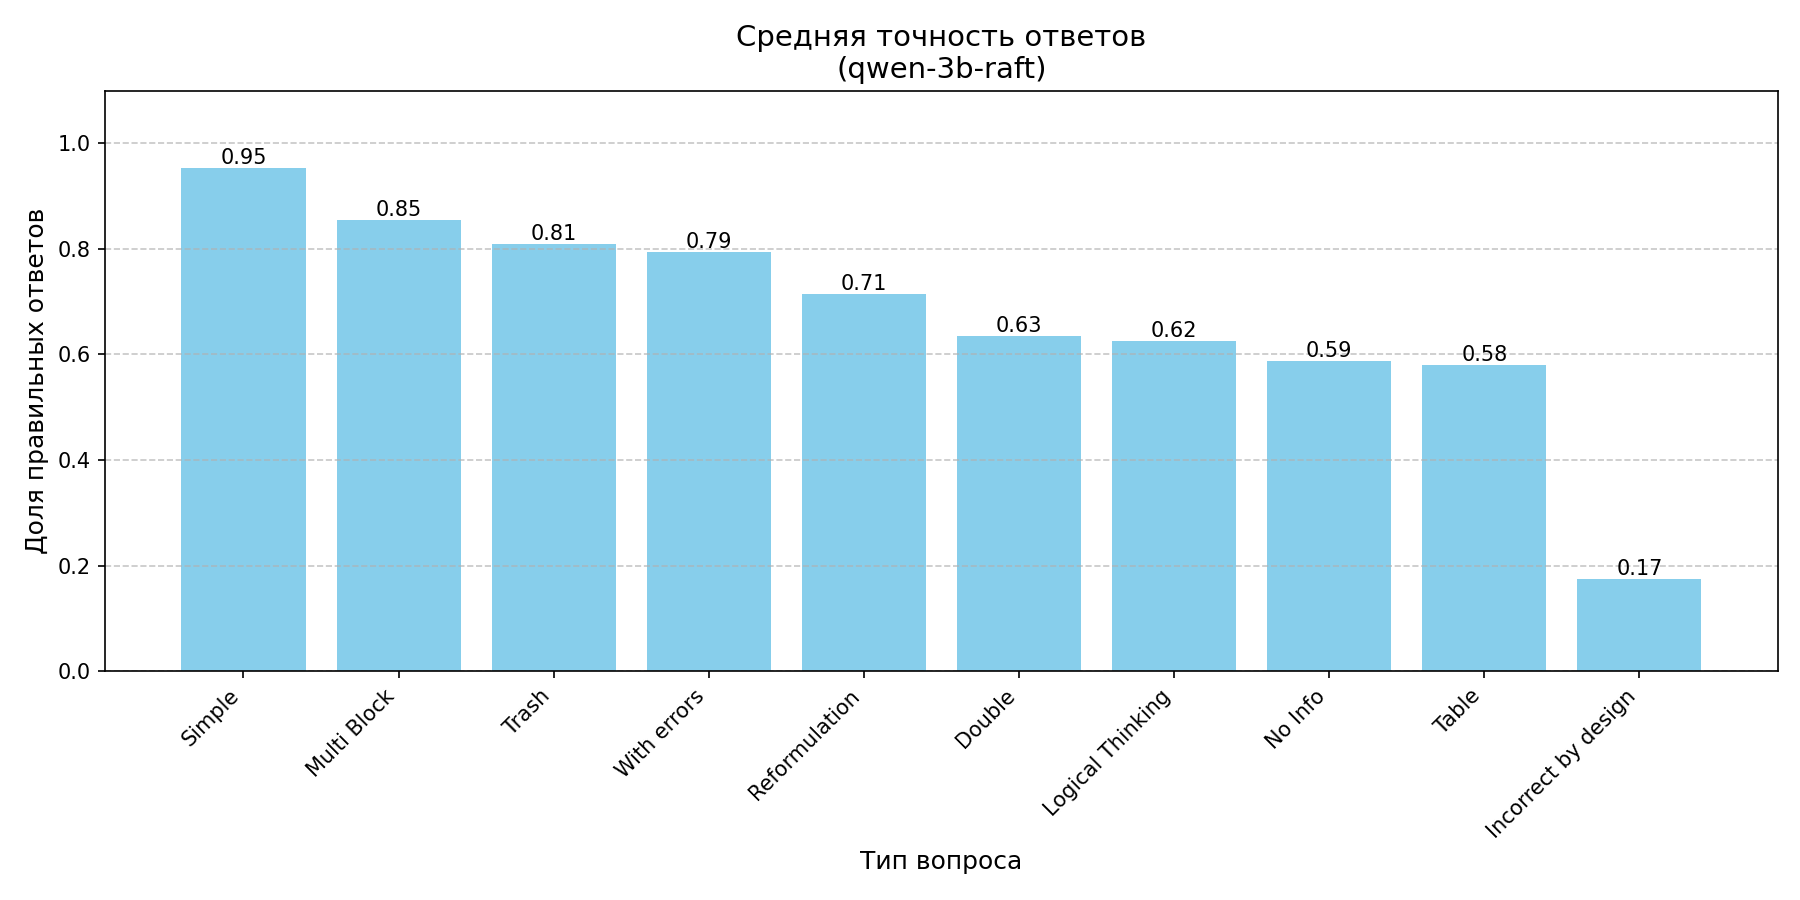 Средняя точность ответов
(qwen-3b-raft)
Доля правильных ответов
1.0
0.8
0.6
0.4
0.2
0.0
0.95
0.85
0.81
0.79
0.71
0.63
0.62
0.59
0.58
0.17
Simple
Multi Block
Trash
With errors
Reformulation
Double
Logical Thinking
No Info
Table
Incorrect by design
Тип вопроса